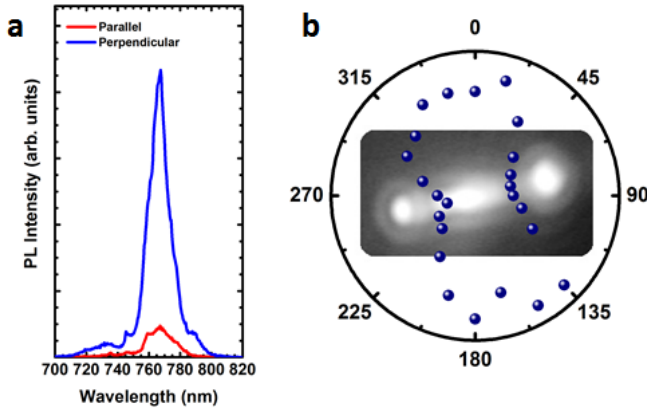 a
Parallel
Perpendicular
PL Intensity (arb. units)
700 720 740 760 780 800 820
Wavelength (nm)
b
0
45
90
135
180
225
270
315